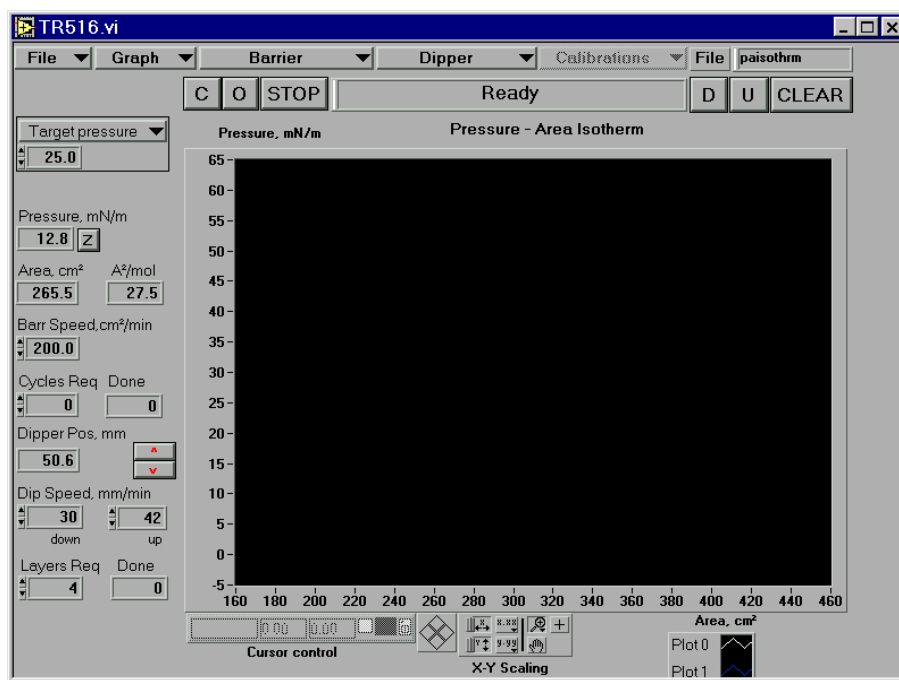 TR516.vi
File Graph Barrier Dipper Calibrations File paisothrm
C O STOP Ready D U CLEAR
Target pressure
25.0
Pressure, mN/m Pressure - Area Isotherm
Pressure, mN/m
12.8 Z
Area, cm² A²/mol
265.5 27.5
Barr Speed,cm²/min
200.0
Cycles Req Done
0 0
Dipper Pos, mm
50.6
^
v
Dip Speed, mm/min
30 42
down up
Layers Req Done
4 0
65
60
55
50
45
40
35
30
25
20
15
10
5
0
-5
160 180 200 220 240 260 280 300 320 340 360 380 400 420 440 460
Area, cm²
0.00 0.00
Cursor control
X x.xx
Y y.yy
X-Y Scaling
Plot 0
Plot 1